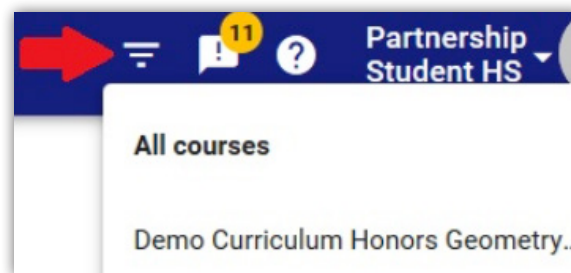 11
Partnership
Student HS
All courses
Demo Curriculum Honors Geometry..